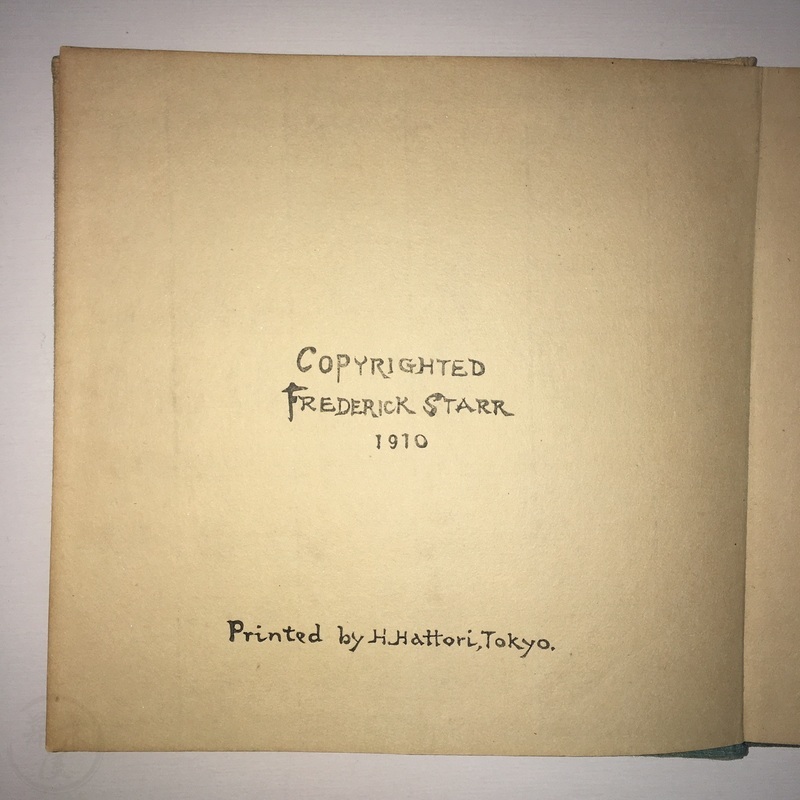 COPYRIGHTED
FREDERICK STARR
1910
Printed by H.Hattori,Tokyo.